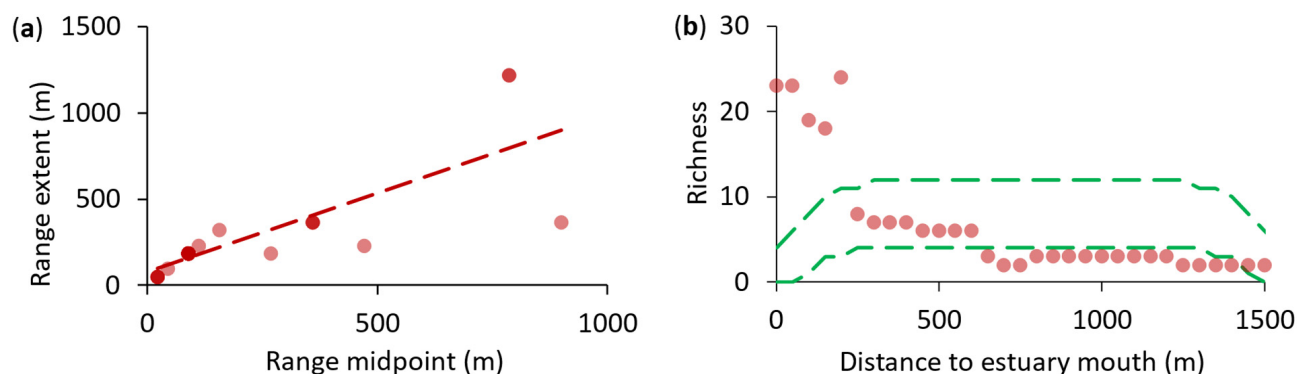 (a)
1500
1000
500
0
0
500
1000
Range extent (m)
Range midpoint (m)
(b)
30
20
10
0
0
500
1000
1500
Richness
Distance to estuary mouth (m)